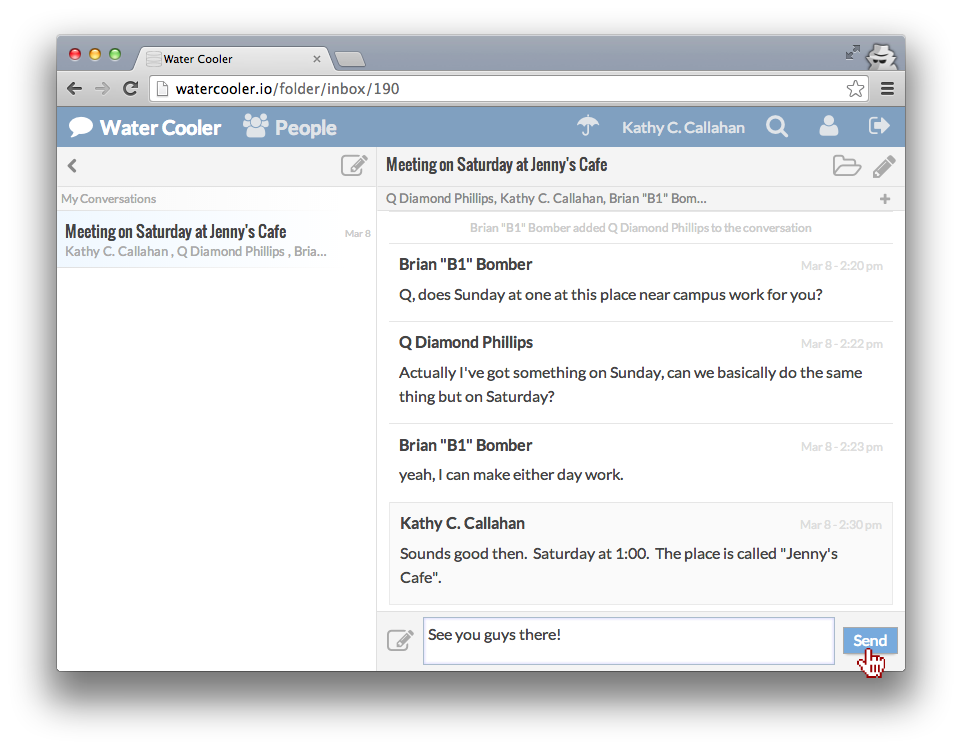 Water Cooler
watercooler.io/folder/inbox/190
Water Cooler People Kathy C. Callahan
Meeting on Saturday at Jenny's Cafe
My Conversations
Q Diamond Phillips, Kathy C. Callahan, Brian "B1" Bom...
Meeting on Saturday at Jenny's Cafe Mar 8
Kathy C. Callahan , Q Diamond Phillips , Bria...
Brian "B1" Bomber added Q Diamond Phillips to the conversation
Brian "B1" Bomber Mar 8 - 2:20 pm
Q, does Sunday at one at this place near campus work for you?
Q Diamond Phillips Mar 8 - 2:22 pm
Actually I've got something on Sunday, can we basically do the same
thing but on Saturday?
Brian "B1" Bomber Mar 8 - 2:23 pm
yeah, I can make either day work.
Kathy C. Callahan Mar 8 - 2:30 pm
Sounds good then. Saturday at 1:00. The place is called "Jenny's
Cafe".
See you guys there!
Send